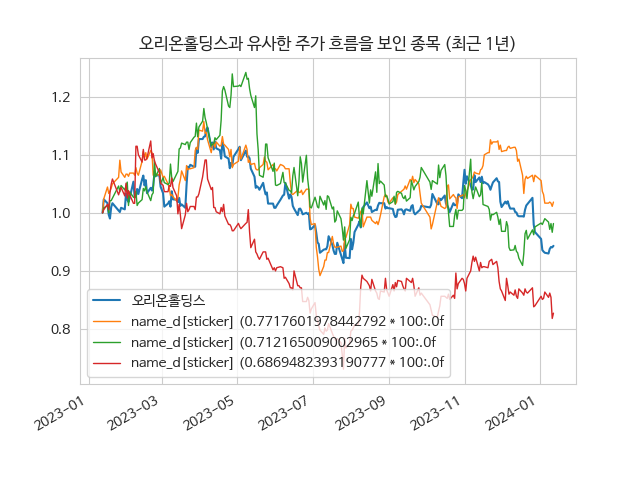 오리온홀딩스과 유사한 주가 흐름을 보인 종목 (최근 1년)
1.2
1.1
1.0
0.9
0.8
오리온홀딩스
name_d[sticker] (0.7717601978442792 * 100:.0f
name_d[sticker] (0.712165009002965 * 100:.0f
name_d[sticker] (0.6869482393190777 * 100:.0f
2023-01
2023-03
2023-05
2023-07
2023-09
2023-11
2024-01